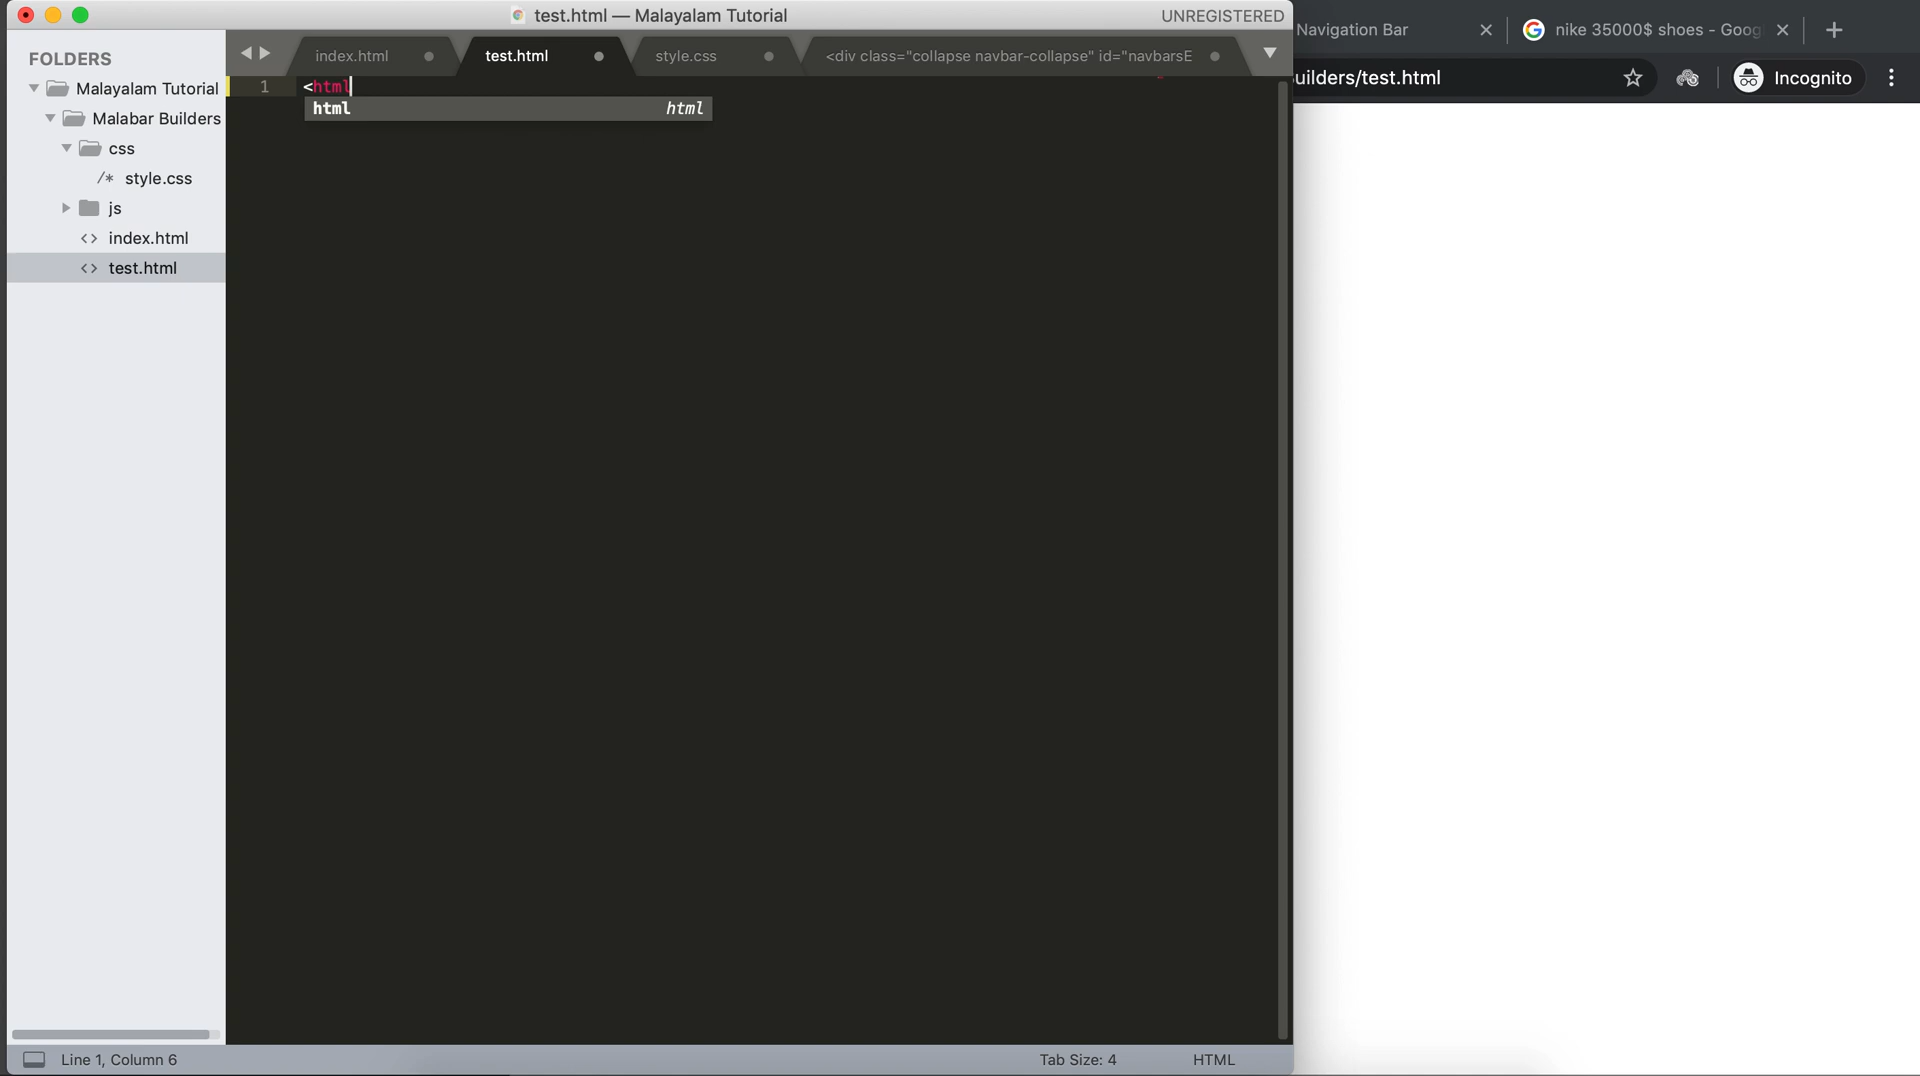 test.html — Malayalam Tutorial
UNREGISTERED
Navigation Bar
nike 35000$ shoes - Goog
FOLDERS
index.html
test.html
style.css
<div class="collapse navbar-collapse" id="navbarsE
uilders/test.html
Incognito
Malayalam Tutorial
Malabar Builders
css
/* style.css
js
<> index.html
<> test.html
1
<html
html
html
Line 1, Column 6
Tab Size: 4
HTML